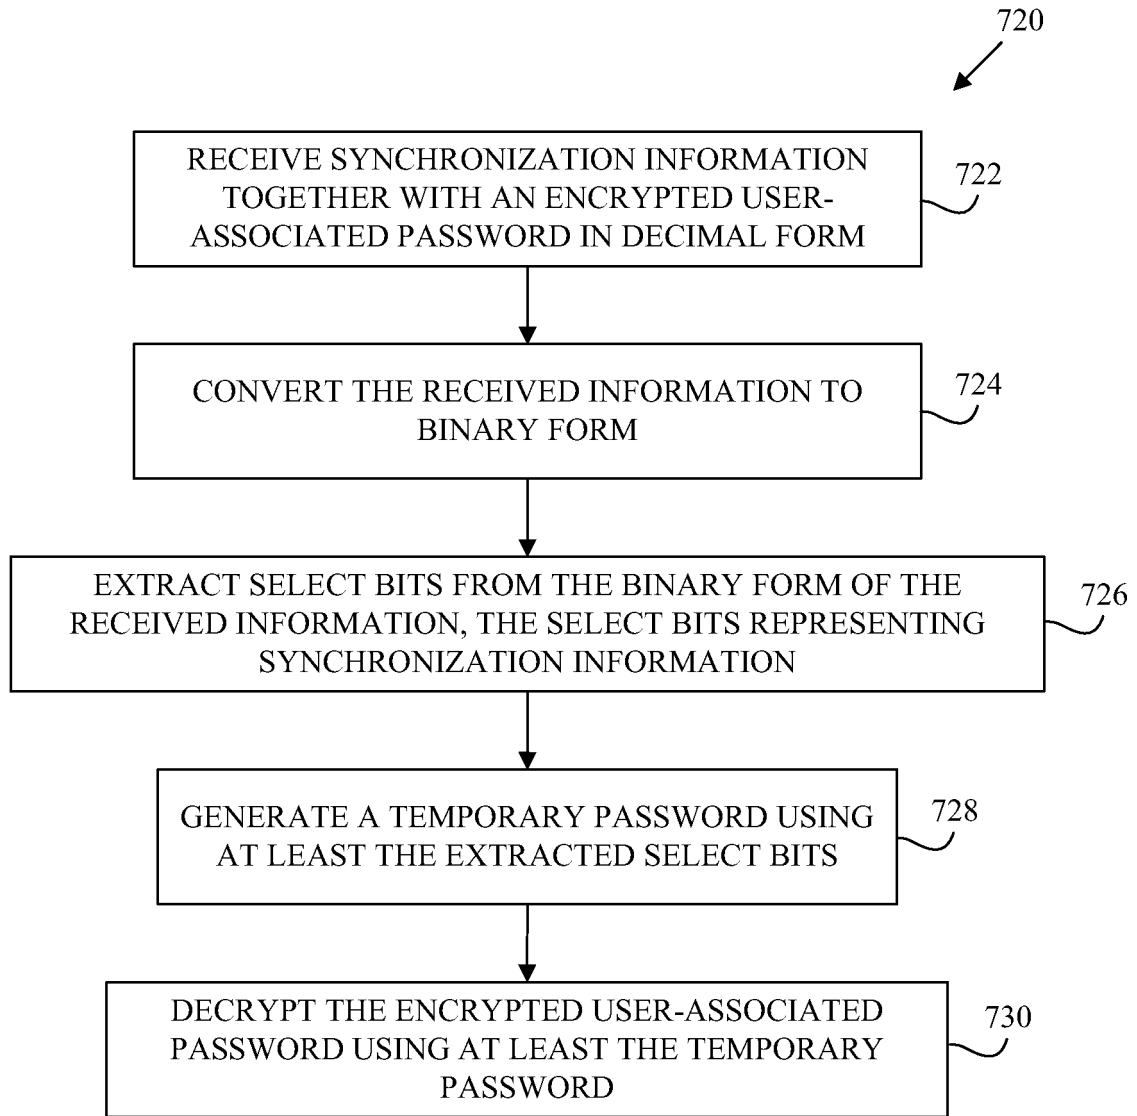 720
RECEIVE SYNCHRONIZATION INFORMATION
TOGETHER WITH AN ENCRYPTED USER-
ASSOCIATED PASSWORD IN DECIMAL FORM
722
CONVERT THE RECEIVED INFORMATION TO
BINARY FORM
724
EXTRACT SELECT BITS FROM THE BINARY FORM OF THE
RECEIVED INFORMATION, THE SELECT BITS REPRESENTING
SYNCHRONIZATION INFORMATION
726
GENERATE A TEMPORARY PASSWORD USING
AT LEAST THE EXTRACTED SELECT BITS
728
DECRYPT THE ENCRYPTED USER-ASSOCIATED
PASSWORD USING AT LEAST THE TEMPORARY
PASSWORD
730